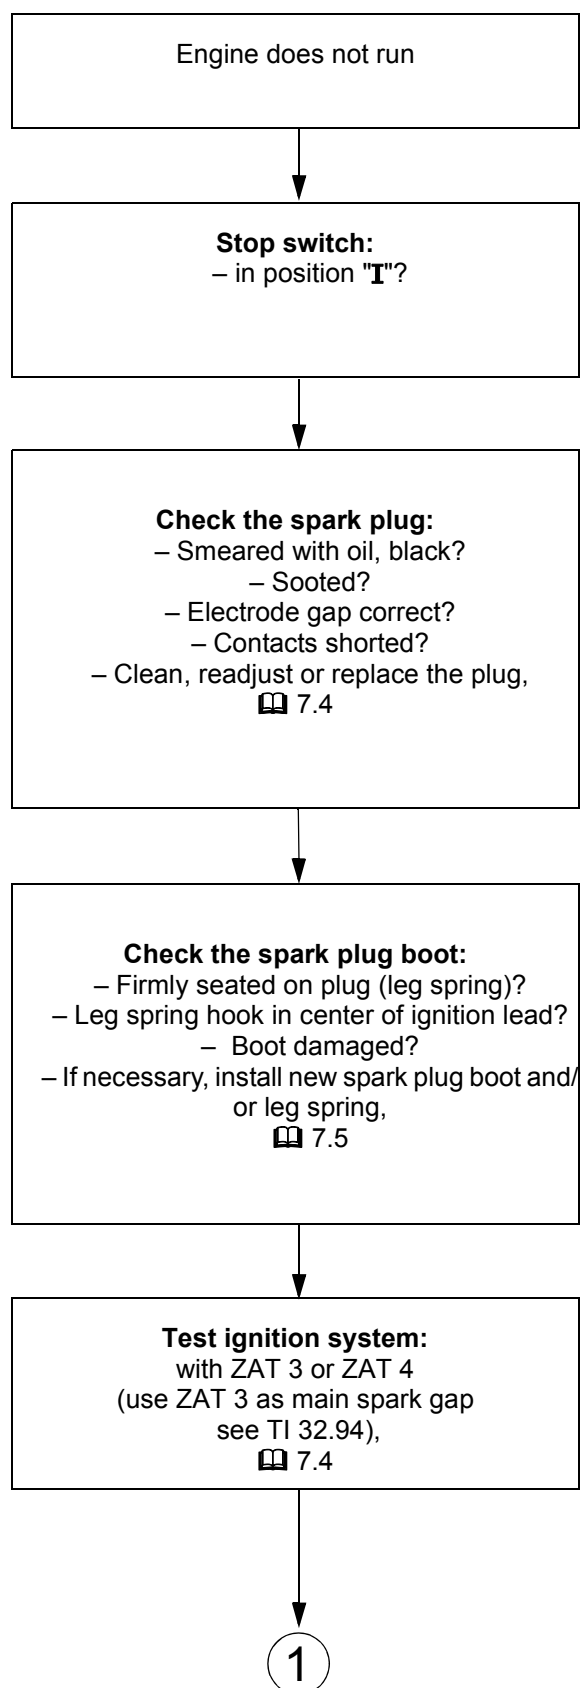 Engine does not run
Stop switch:
– in position "I"?
Check the spark plug:
– Smeared with oil, black?
– Sooted?
– Electrode gap correct?
– Contacts shorted?
– Clean, readjust or replace the plug,
7.4
Check the spark plug boot:
– Firmly seated on plug (leg spring)?
– Leg spring hook in center of ignition lead?
– Boot damaged?
– If necessary, install new spark plug boot and/
or leg spring,
7.5
Test ignition system:
with ZAT 3 or ZAT 4
(use ZAT 3 as main spark gap
see TI 32.94),
7.4
1